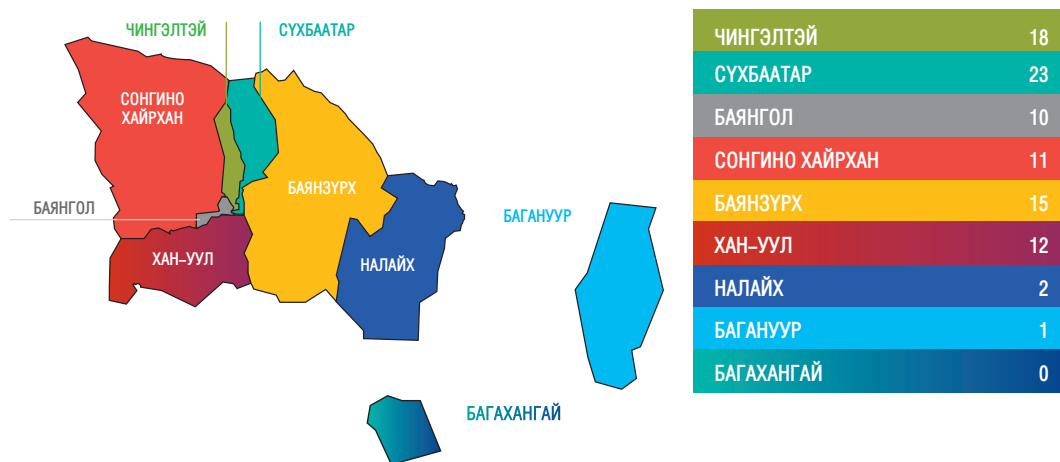 ЧИНГЭЛТЭЙ
СҮХБААТАР
СОНГИНО
ХАЙРХАН
БАЯНЗҮРХ
БАЯНГОЛ
БАГАНУУР
ХАН–УУЛ
НАЛАЙХ
БАГАХАНГАЙ
ЧИНГЭЛТЭЙ 18
СҮХБААТАР 23
БАЯНГОЛ 10
СОНГИНО ХАЙРХАН 11
БАЯНЗҮРХ 15
ХАН–УУЛ 12
НАЛАЙХ 2
БАГАНУУР 1
БАГАХАНГАЙ 0